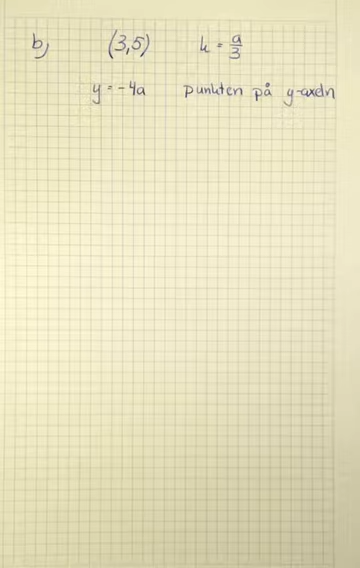 b) (3,5) k = a/3
y = -4a punkten på y-axeln